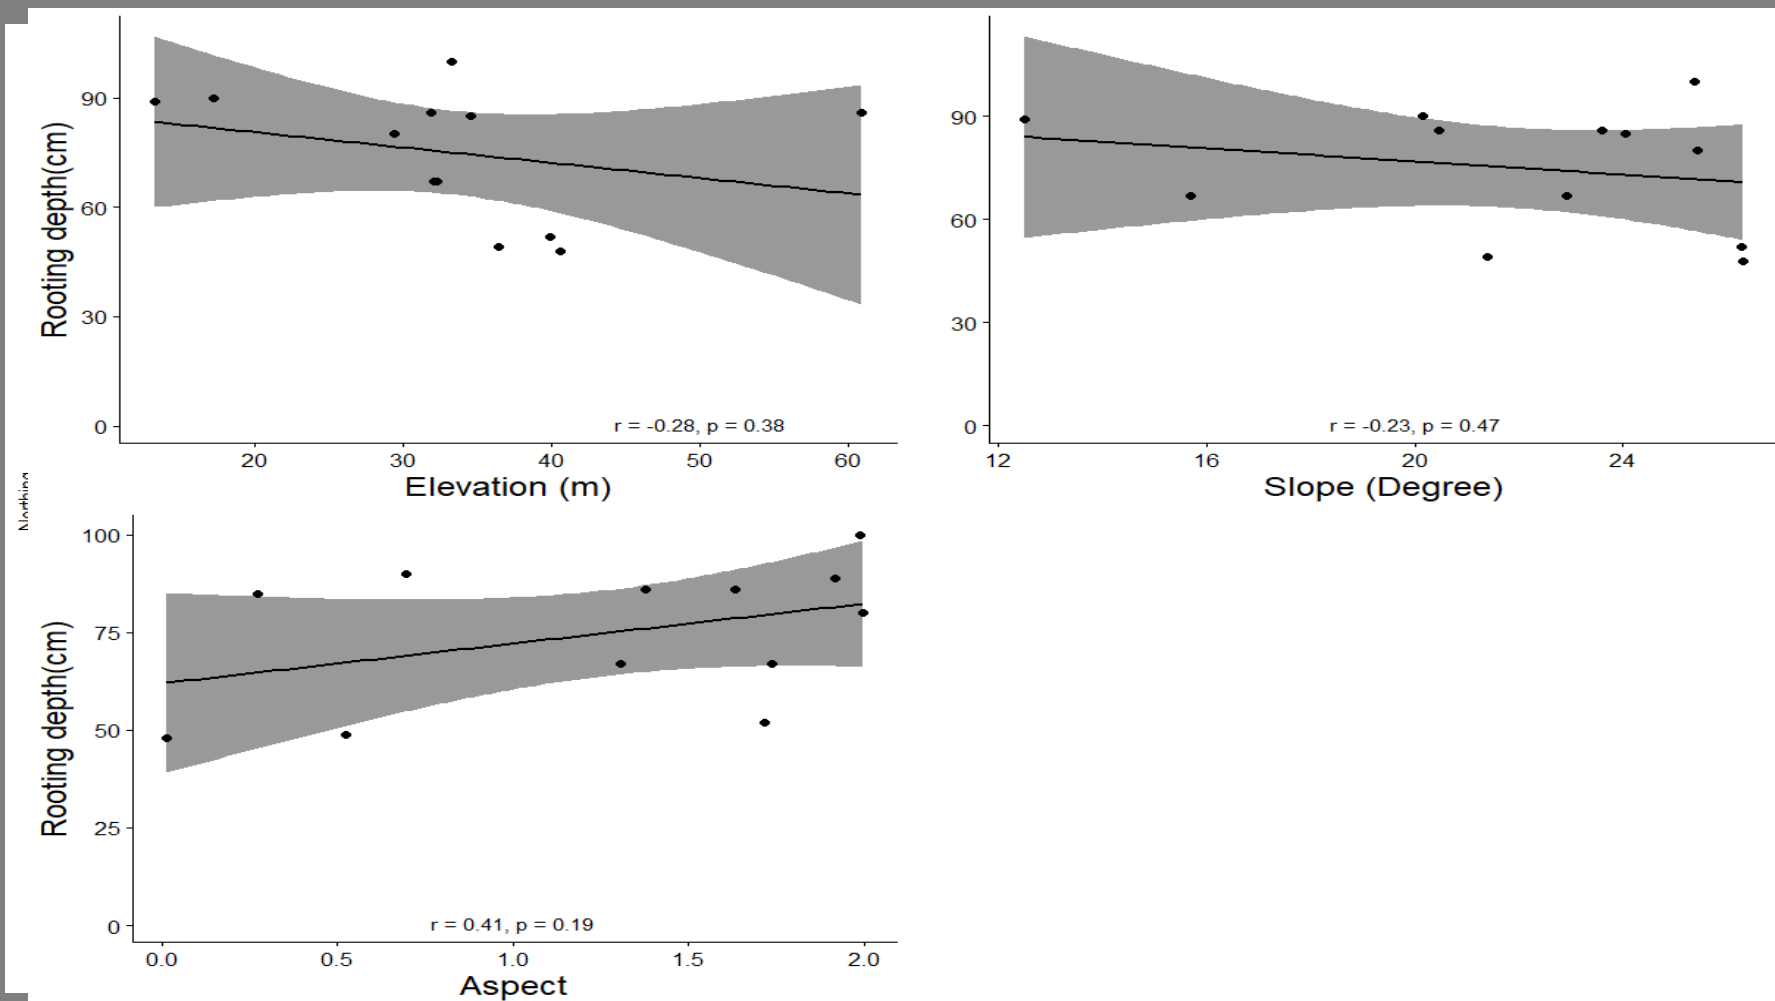 Rooting depth(cm)
90
60
30
0
r = -0.28, p = 0.38
20 30 40 50 60
Elevation (m)
90
60
30
0
r = -0.23, p = 0.47
12 16 20 24
Slope (Degree)
Northing
Rooting depth(cm)
100
75
50
25
0
r = 0.41, p = 0.19
0.0 0.5 1.0 1.5 2.0
Aspect